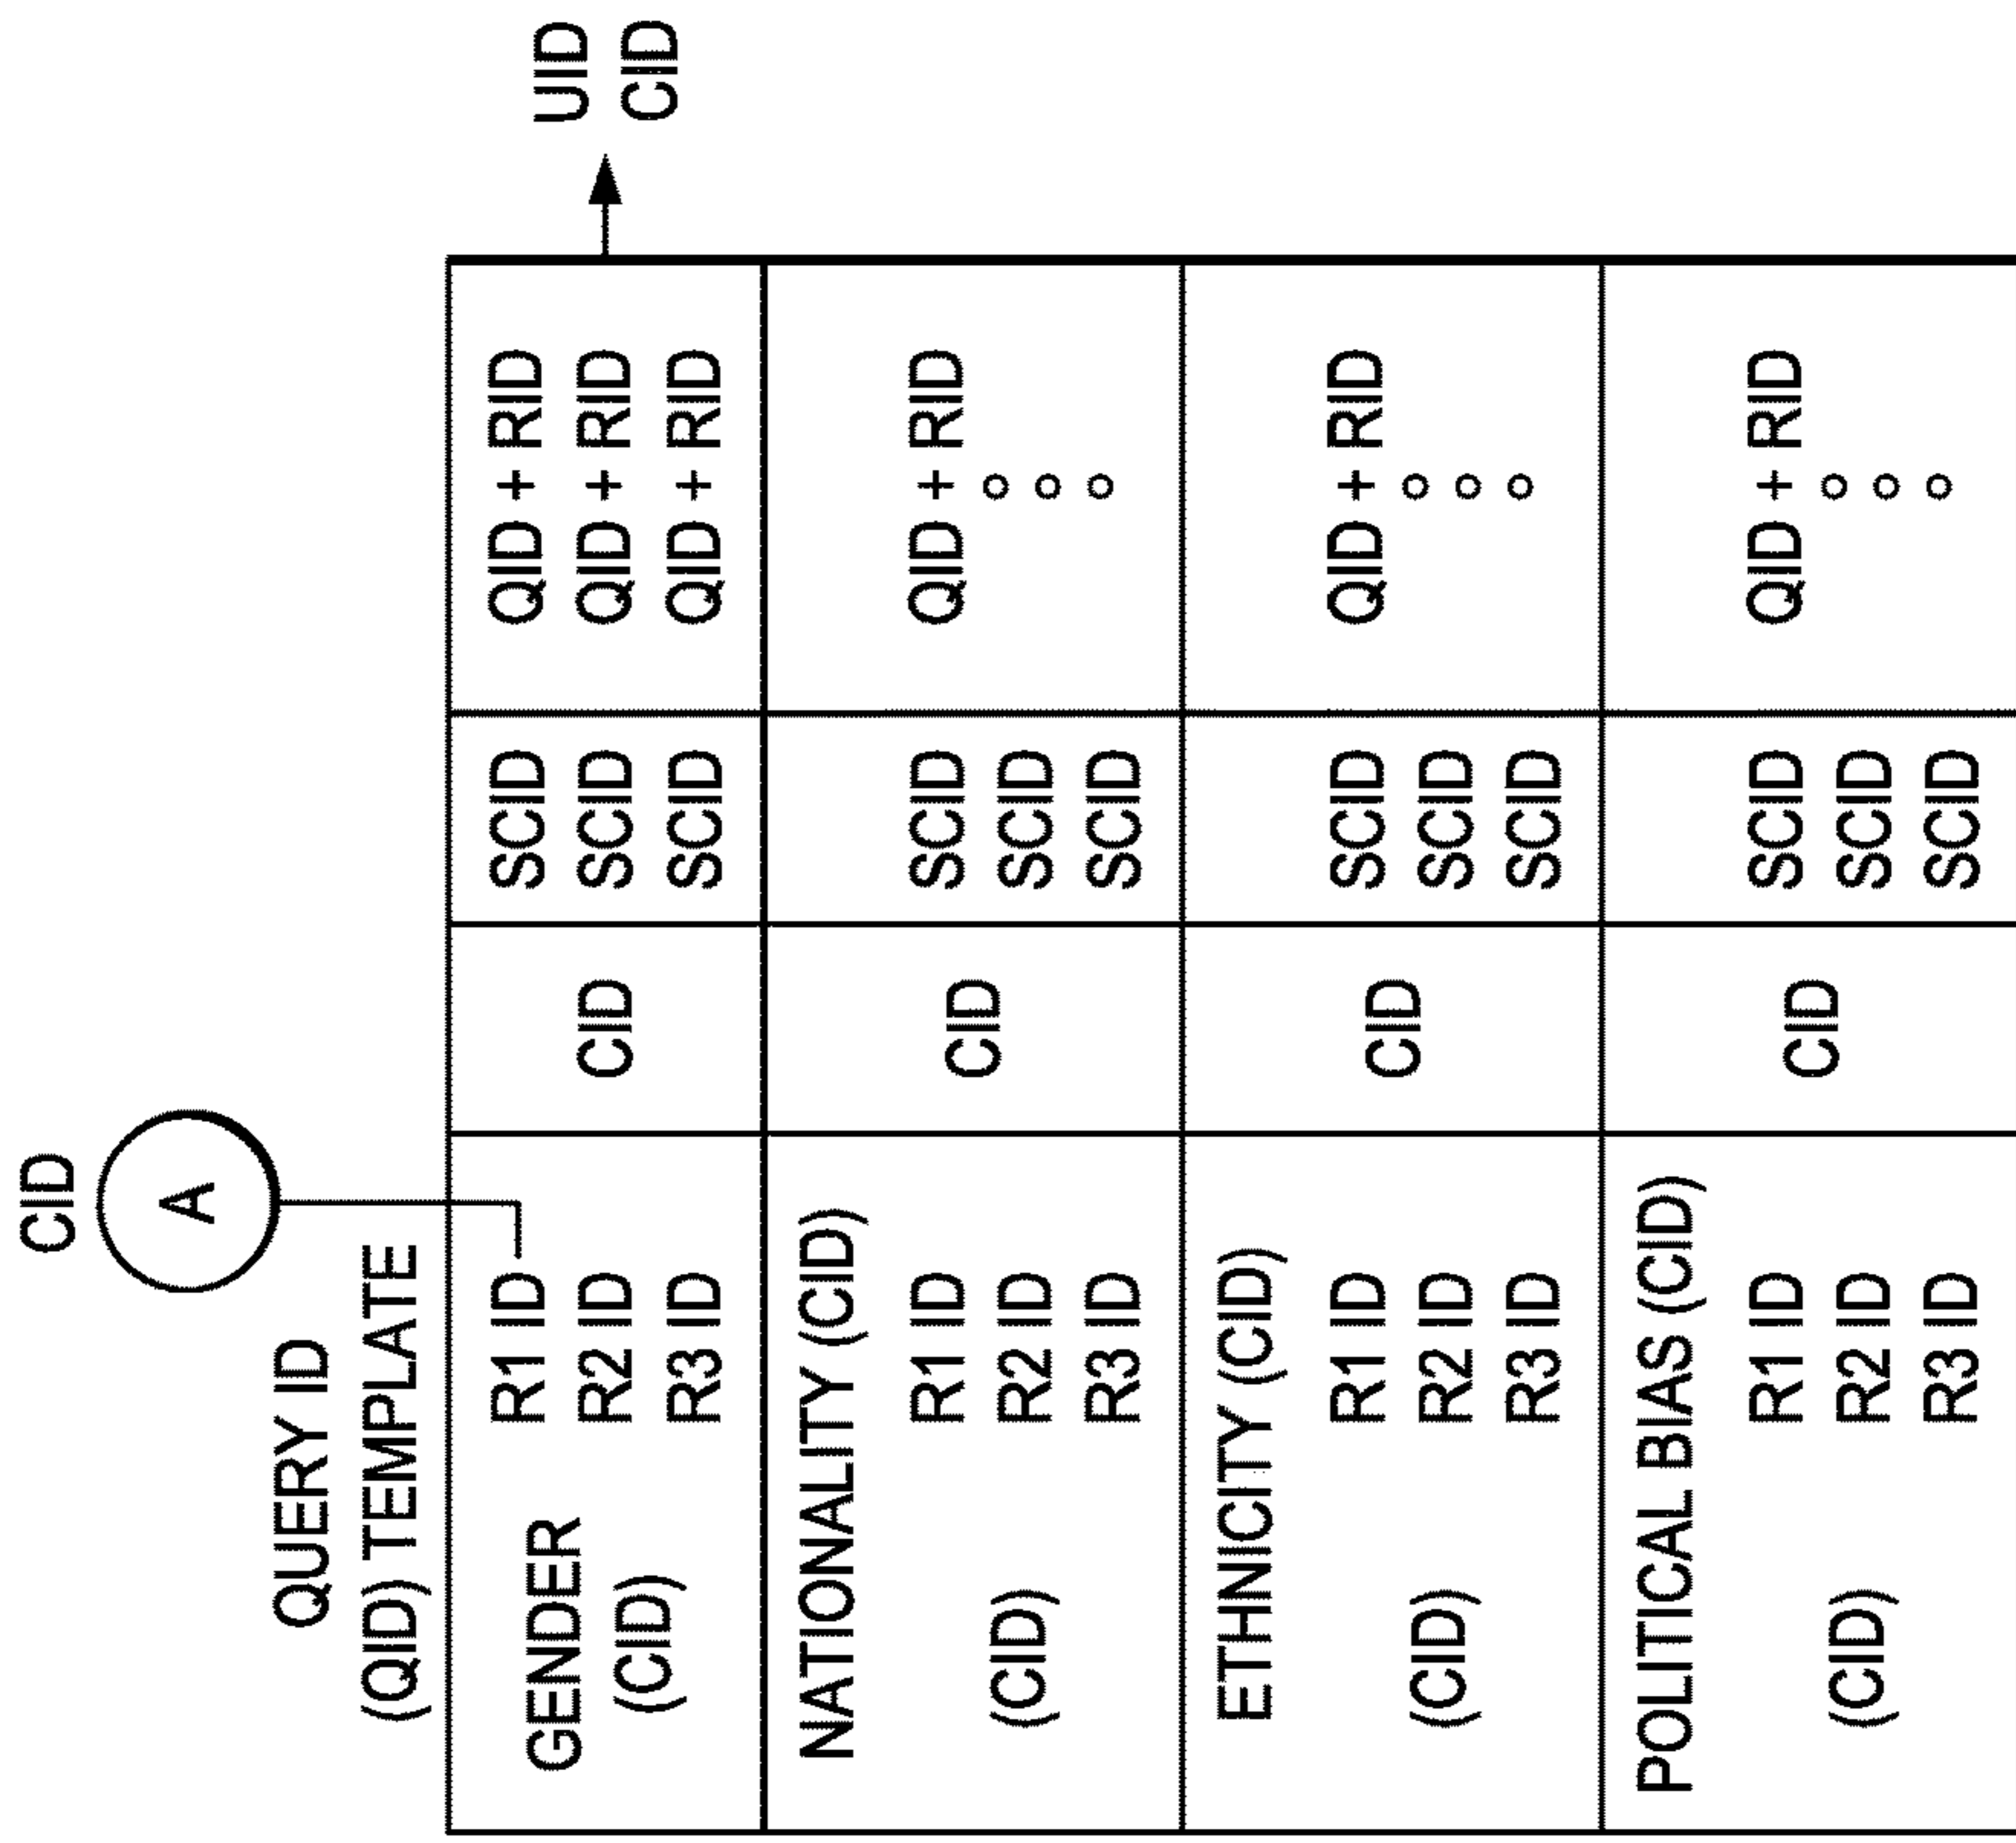 CID
A
QUERY ID
(QID) TEMPLATE
UID
CID
GENDER
(CID)
R1 ID
R2 ID
R3 ID
CID
SCID
SCID
SCID
QID + RID
QID + RID
QID + RID
NATIONALITY (CID)
(CID)
R1 ID
R2 ID
R3 ID
CID
SCID
SCID
SCID
QID + RID
ETHNICITY (CID)
(CID)
R1 ID
R2 ID
R3 ID
CID
SCID
SCID
SCID
QID + RID
POLITICAL BIAS (CID)
(CID)
R1 ID
R2 ID
R3 ID
CID
SCID
SCID
SCID
QID + RID